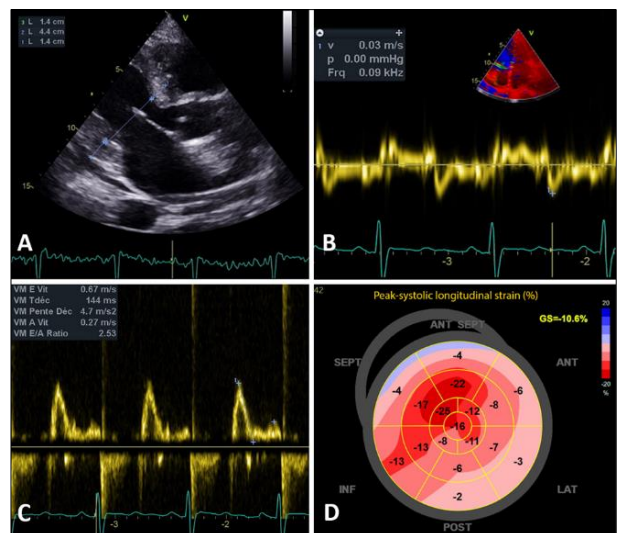 3 L 1.4 cm
2 L 4.4 cm
1 L 1.4 cm
V
5
10
15
A
1 v 0.03 m/s
p 0.00 mmHg
Frq 0.09 kHz
V
5
10
15
B
-3
-2
VM E Vit 0.67 m/s
VM Tdéc 144 ms
VM Pente Déc 4.7 m/s2
VM A Vit 0.27 m/s
VM E/A Ratio 2.53
C
-3
-2
42
Peak-systolic longitudinal strain (%)
GS=-10.6%
20
%
-20
ANT SEPT
SEPT
ANT
-4
-4
-6
-22
-17
-8
-26
-12
-16
-8
-11
-13
-7
-13
-6
-3
-2
INF
LAT
POST
D